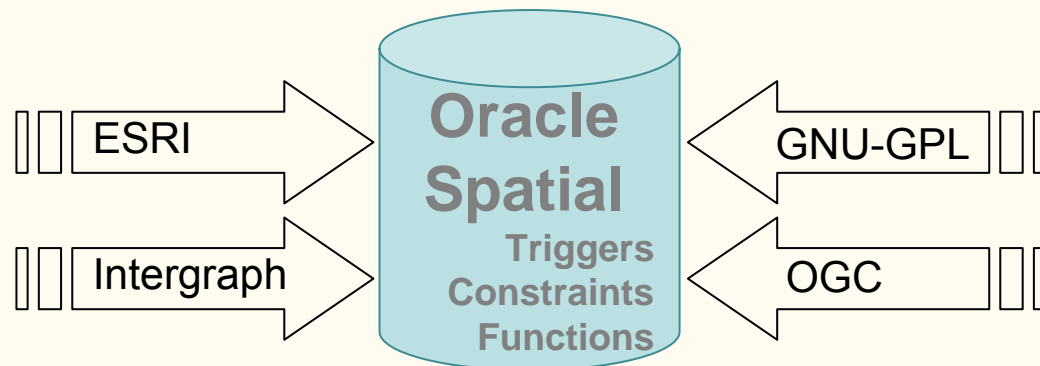 ESRI
Intergraph
Oracle
Spatial
Triggers
Constraints
Functions
GNU-GPL
OGC